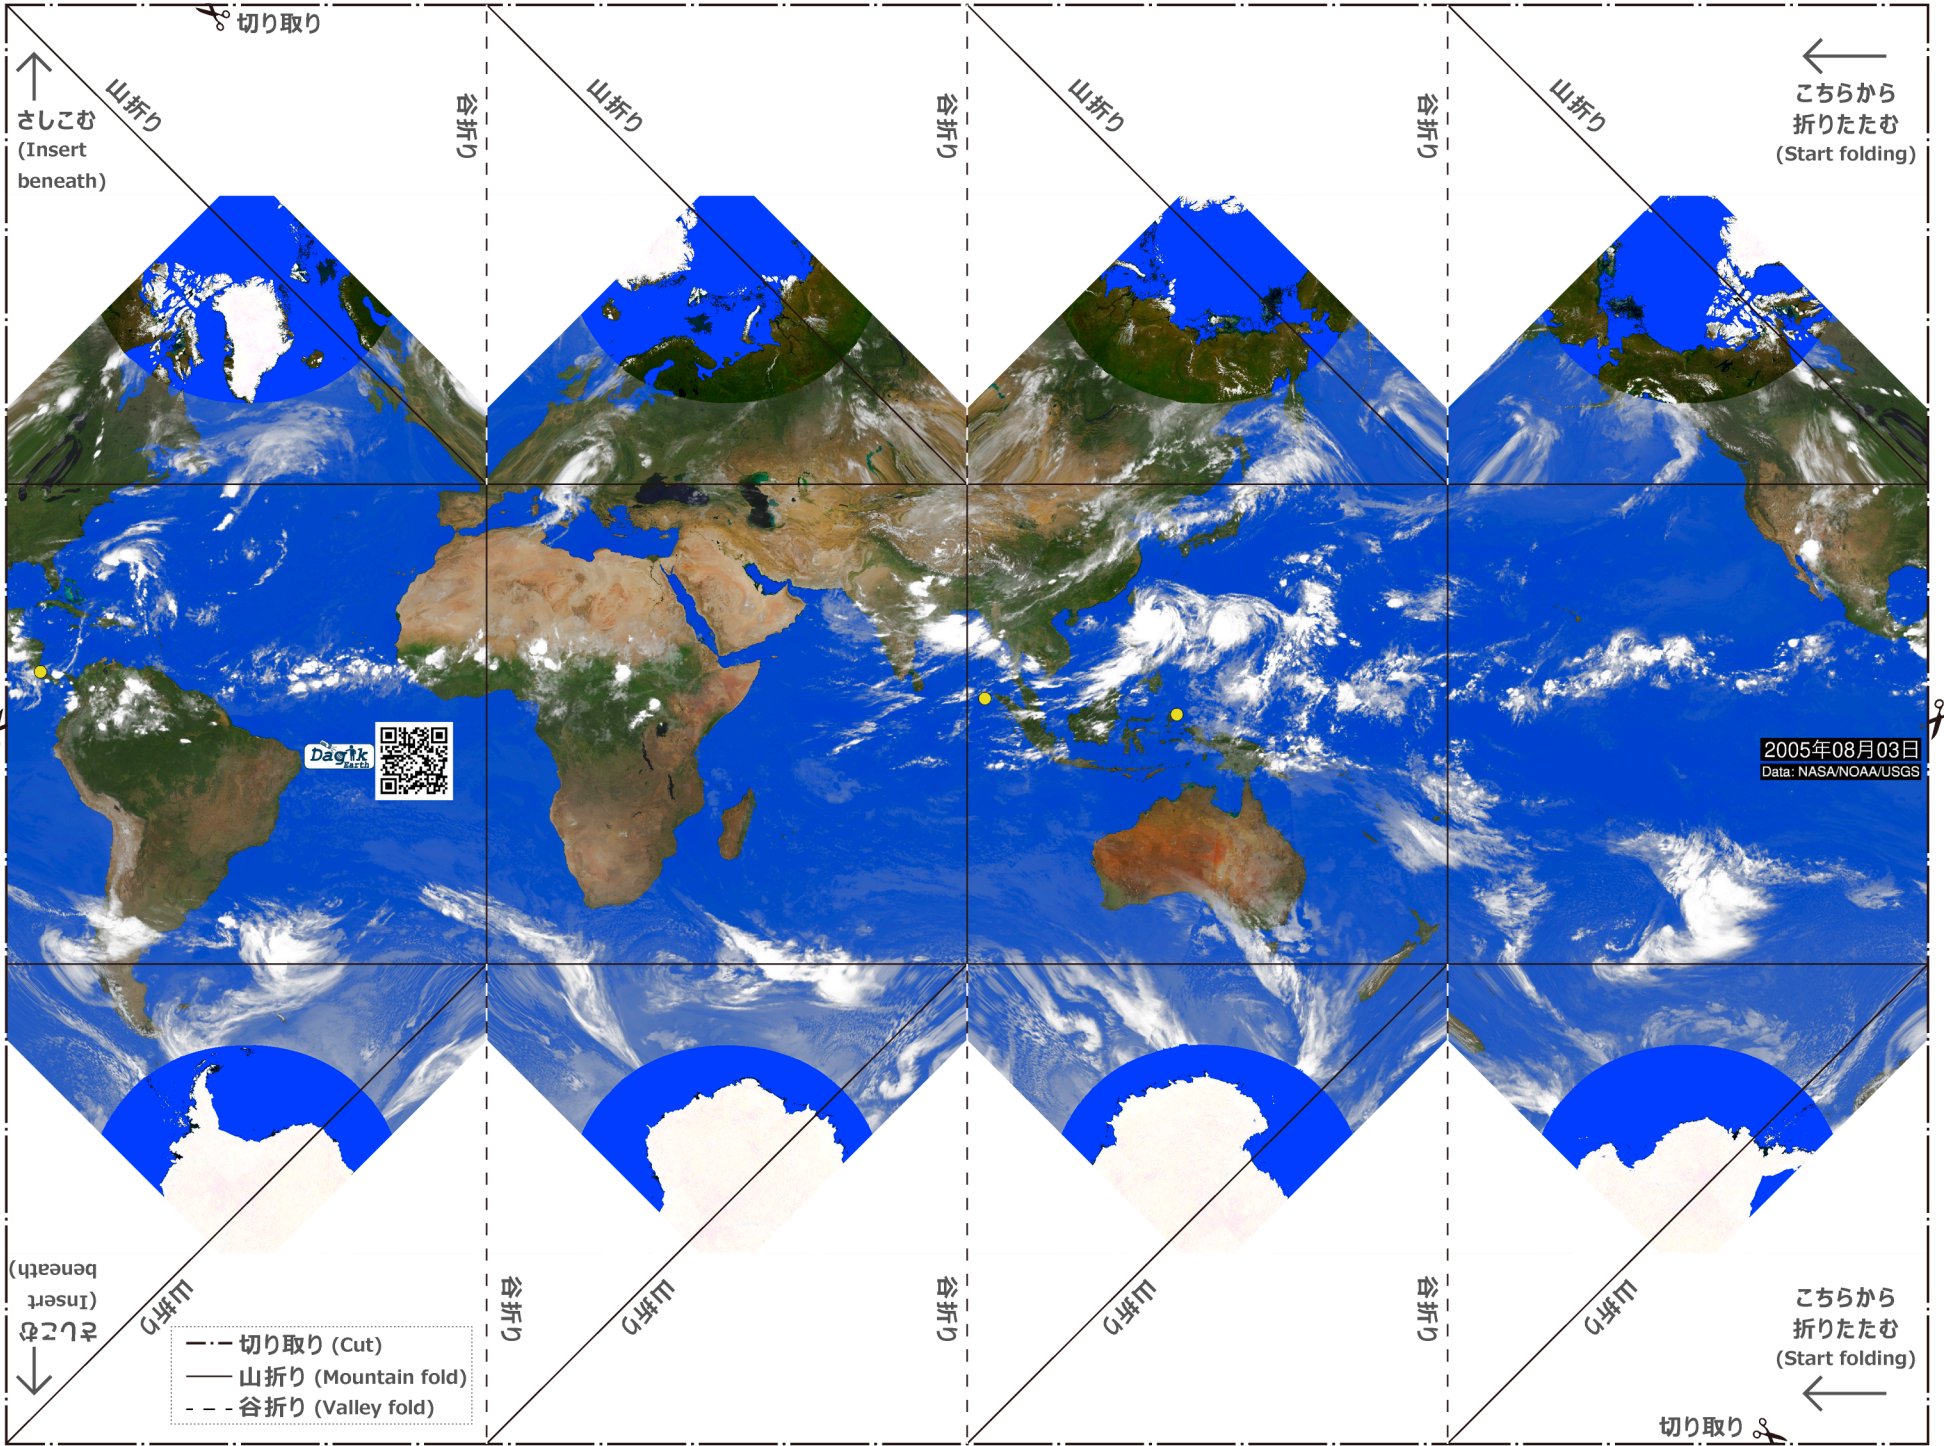 切り取り
さしこむ
(Insert
beneath)
山折り
谷折り
山折り
谷折り
山折り
谷折り
山折り
こちらから
折りたたむ
(Start folding)
Dagik
Earth
2005年08月03日
Data: NASA/NOAA/USGS
さしこむ
(Insert
beneath)
山折り
谷折り
山折り
谷折り
山折り
谷折り
山折り
こちらから
折りたたむ
(Start folding)
切り取り (Cut)
山折り (Mountain fold)
谷折り (Valley fold)
切り取り